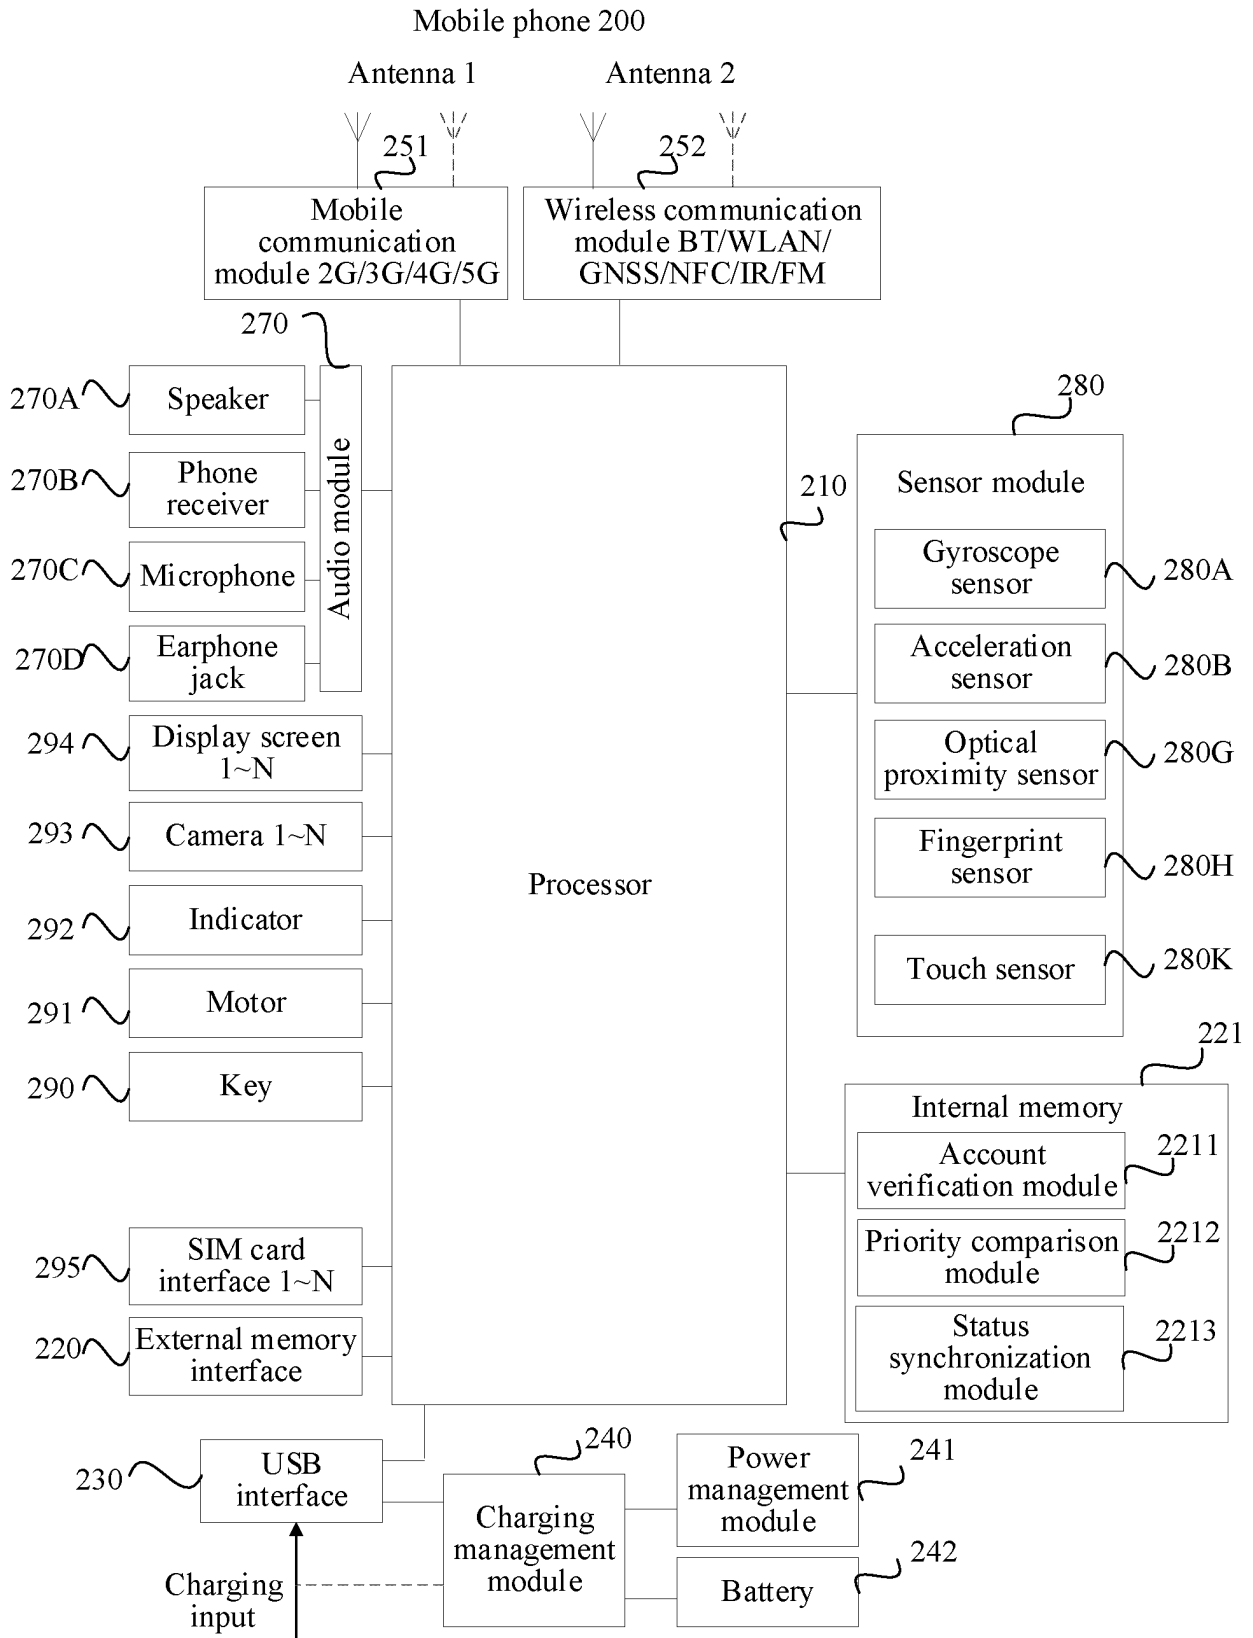 Mobile phone 200
Antenna 1
Antenna 2
251
252
Mobile
communication
module 2G/3G/4G/5G
Wireless communication
module BT/WLAN/
GNSS/NFC/IR/FM
270
270A
Speaker
270B
Phone
receiver
270C
Microphone
270D
Earphone
jack
Audio module
294
Display screen
1~N
293
Camera 1~N
292
Indicator
291
Motor
290
Key
295
SIM card
interface 1~N
220
External memory
interface
Processor
210
280
Sensor module
Gyroscope
sensor
280A
Acceleration
sensor
280B
Optical
proximity sensor
280G
Fingerprint
sensor
280H
Touch sensor
280K
221
Internal memory
Account
verification module
2211
Priority comparison
module
2212
Status
synchronization
module
2213
230
USB
interface
240
Charging
management
module
Power
management
module
241
Battery
242
Charging
input